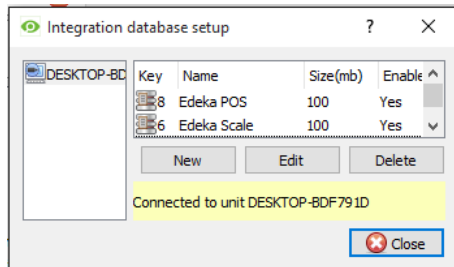 Integration database setup ? ×
DESKTOP-BD
Key Name Size(mb) Enable
8 Edeka POS 100 Yes
6 Edeka Scale 100 Yes
New Edit Delete
Connected to unit DESKTOP-BDF791D
Close